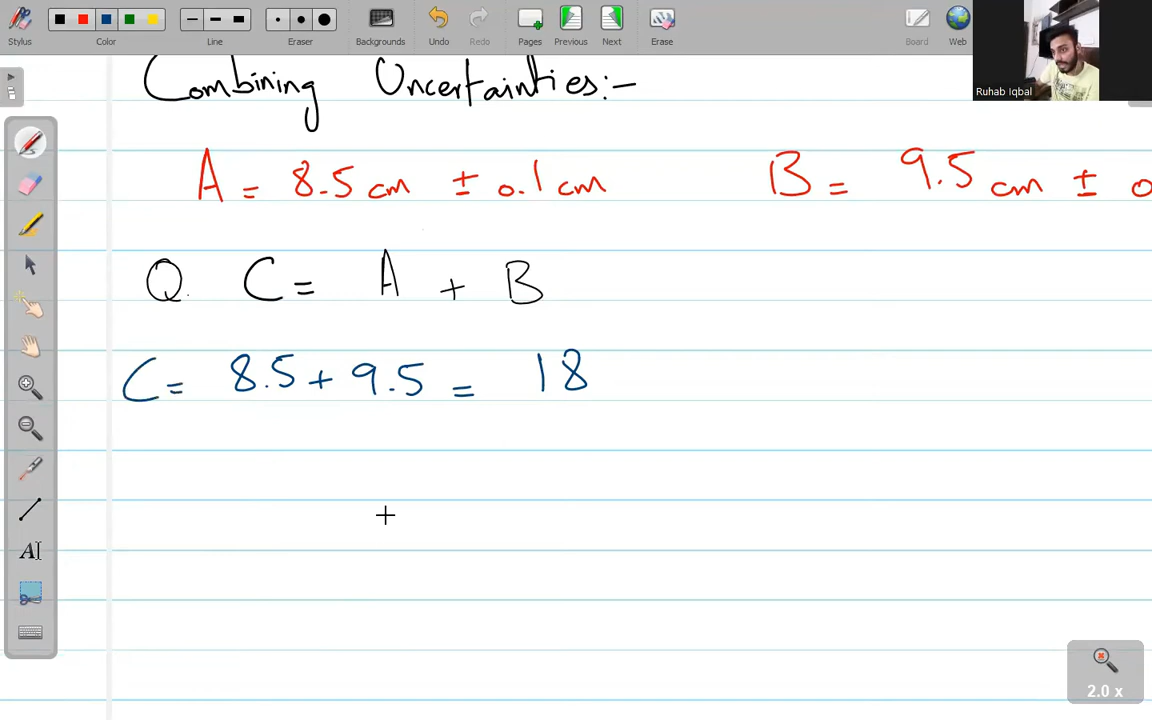 Stylus Color Line Eraser Backgrounds Undo Redo Pages Previous Next Erase Board Web
Ruhab Iqbal
Combining Uncertainties:-
A = 8.5 cm ± 0.1 cm B = 9.5 cm ± 0
Q. C = A + B
C = 8.5 + 9.5 = 18
A
2.0 x